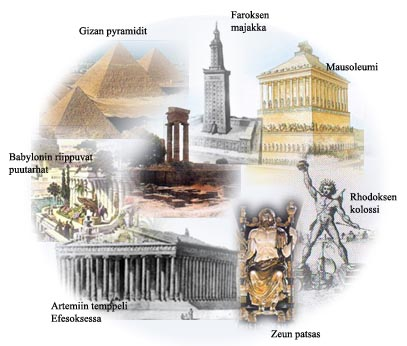 Gizan pyramidit
Faroksen
majakka
Mausoleumi
Babylonin riippuvat
puutarhat
Rhodoksen
kolossi
Artemiin temppeli
Efesoksessa
Zeun patsas